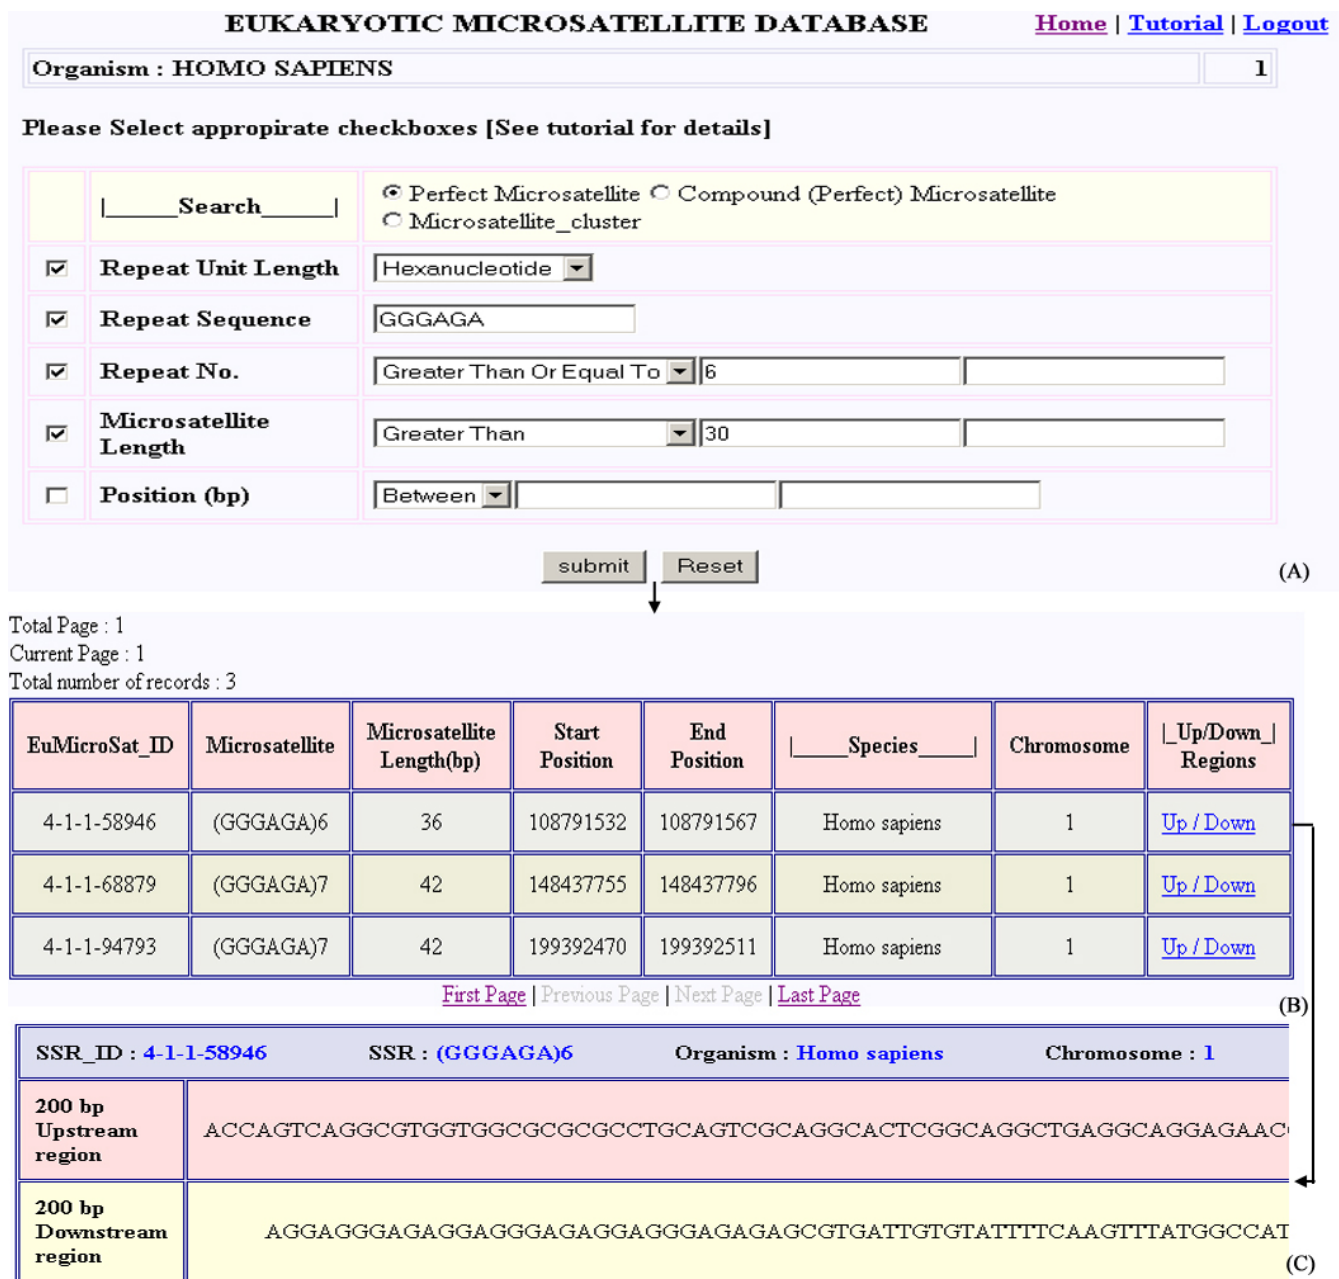 EUKARYOTIC MICROSATELLITE DATABASE Home | Tutorial | Logout
Organism : HOMO SAPIENS 1
Please Select appropirate checkboxes [See tutorial for details]
|_____Search_____| Perfect Microsatellite Compound (Perfect) Microsatellite
Microsatellite_cluster
Repeat Unit Length Hexanucleotide
Repeat Sequence GGGAGA
Repeat No. Greater Than Or Equal To 6
Microsatellite
Length Greater Than 30
Position (bp) Between
submit Reset
(A)
Total Page : 1
Current Page : 1
Total number of records : 3
EuMicroSat_ID Microsatellite Microsatellite Length(bp) Start Position End Position |_____Species_____| Chromosome |_Up/Down_| Regions
4-1-1-58946 (GGGAGA)6 36 108791532 108791567 Homo sapiens 1 Up / Down
4-1-1-68879 (GGGAGA)7 42 148437755 148437796 Homo sapiens 1 Up / Down
4-1-1-94793 (GGGAGA)7 42 199392470 199392511 Homo sapiens 1 Up / Down
First Page | Previous Page | Next Page | Last Page
(B)
SSR_ID : 4-1-1-58946 SSR : (GGGAGA)6 Organism : Homo sapiens Chromosome : 1
200 bp
Upstream
region
ACCAGTCAGGCGTGGTGGCGCGCGCCTGCAGTCGCAGGCACTCGGCAGGCTGAGGCAGGAGAAC
200 bp
Downstream
region
AGGAGGGAGAGGAGGGAGAGGAGGGAGAGAGCGTGATTGTGTATTTTCAAGTTTATGGCCAT
(C)